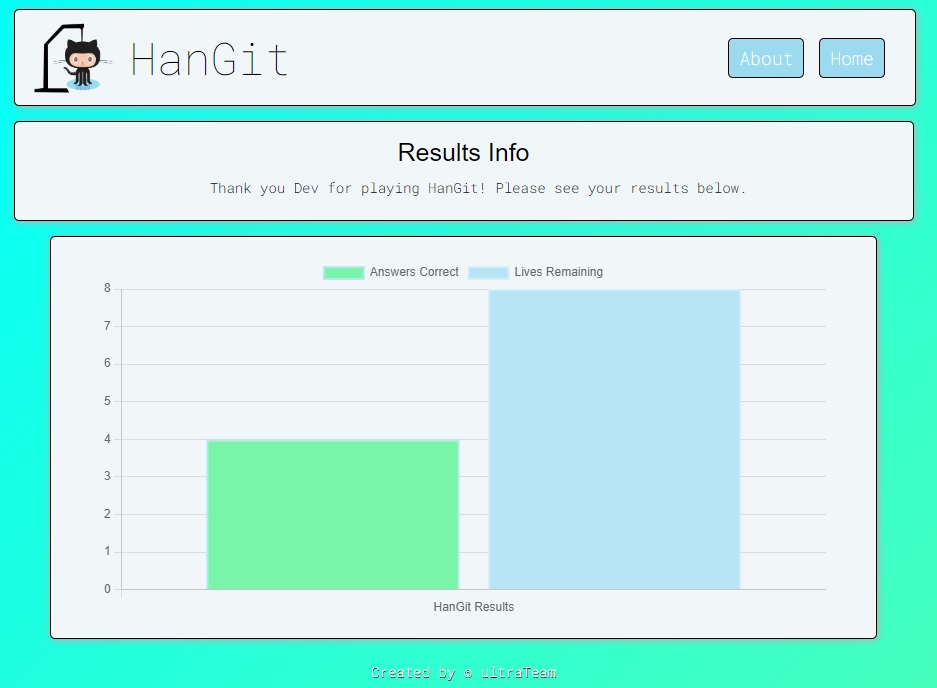 HanGit
About Home
Results Info
Thank you Dev for playing HanGit! Please see your results below.
Answers Correct Lives Remaining
8
7
6
5
4
3
2
1
0
HanGit Results
Created by © ultraTeam